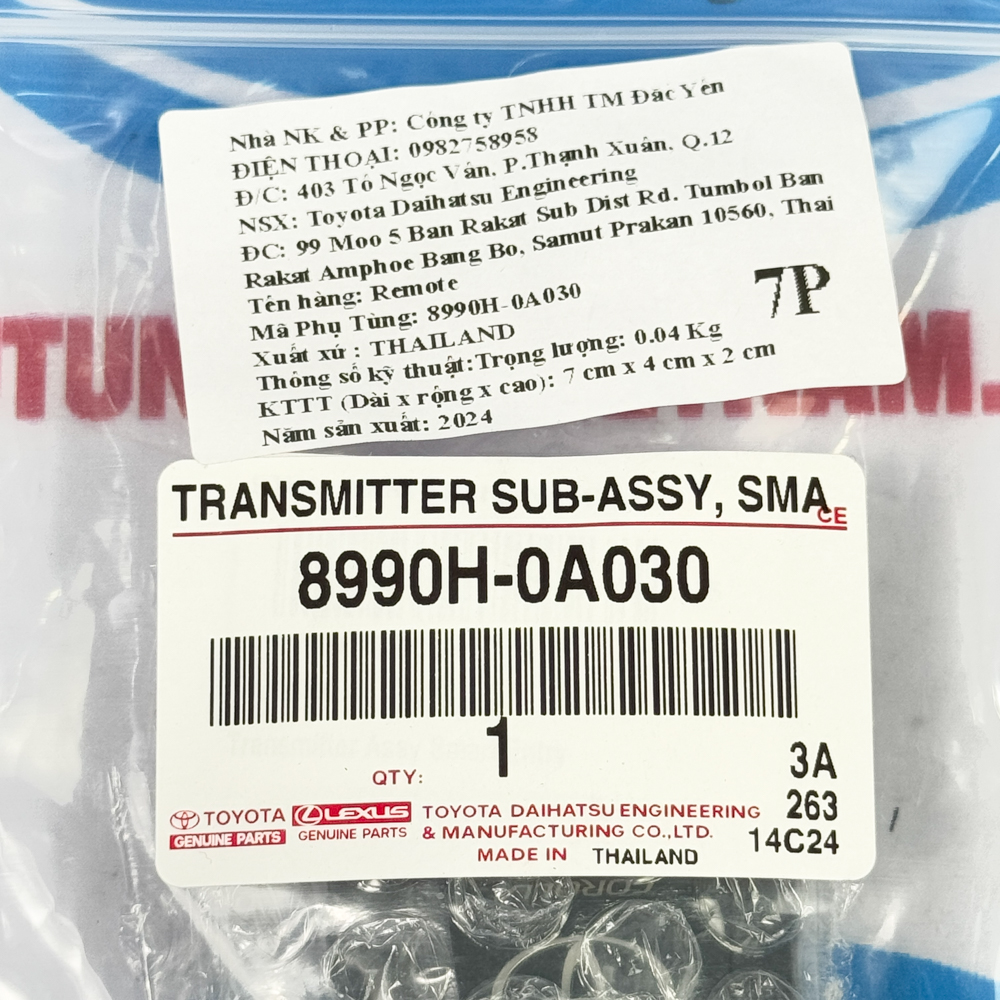 Nhà NK & PP: Công ty TNHH TM Đăc Yến
ĐIỆN THOẠI: 0982758958
Đ/C: 403 Tô Ngọc Vân, P.Thạnh Xuân, Q.12
NSX: Toyota Daihatsu Engineering
ĐC: 99 Moo 5 Ban Rakat Sub Dist Rd. Tumbol Ban
Rakat Amphoe Bang Bo, Samut Prakan 10560, Thai
Tên hàng: Remote
Mã Phụ Tùng: 8990H-0A030
Xuất xứ : THAILAND
Thông số kỹ thuật:Trọng lượng: 0.04 Kg
KTTT (Dài x rộng x cao): 7 cm x 4 cm x 2 cm
Năm sản xuất: 2024
7P
TRANSMITTER SUB-ASSY, SMA
CE
8990H-0A030
QTY: 1
3A
263
14C24
TOYOTA
GENUINE PARTS
LEXUS
GENUINE PARTS
TOYOTA DAIHATSU ENGINEERING
& MANUFACTURING CO.,LTD.
MADE IN THAILAND